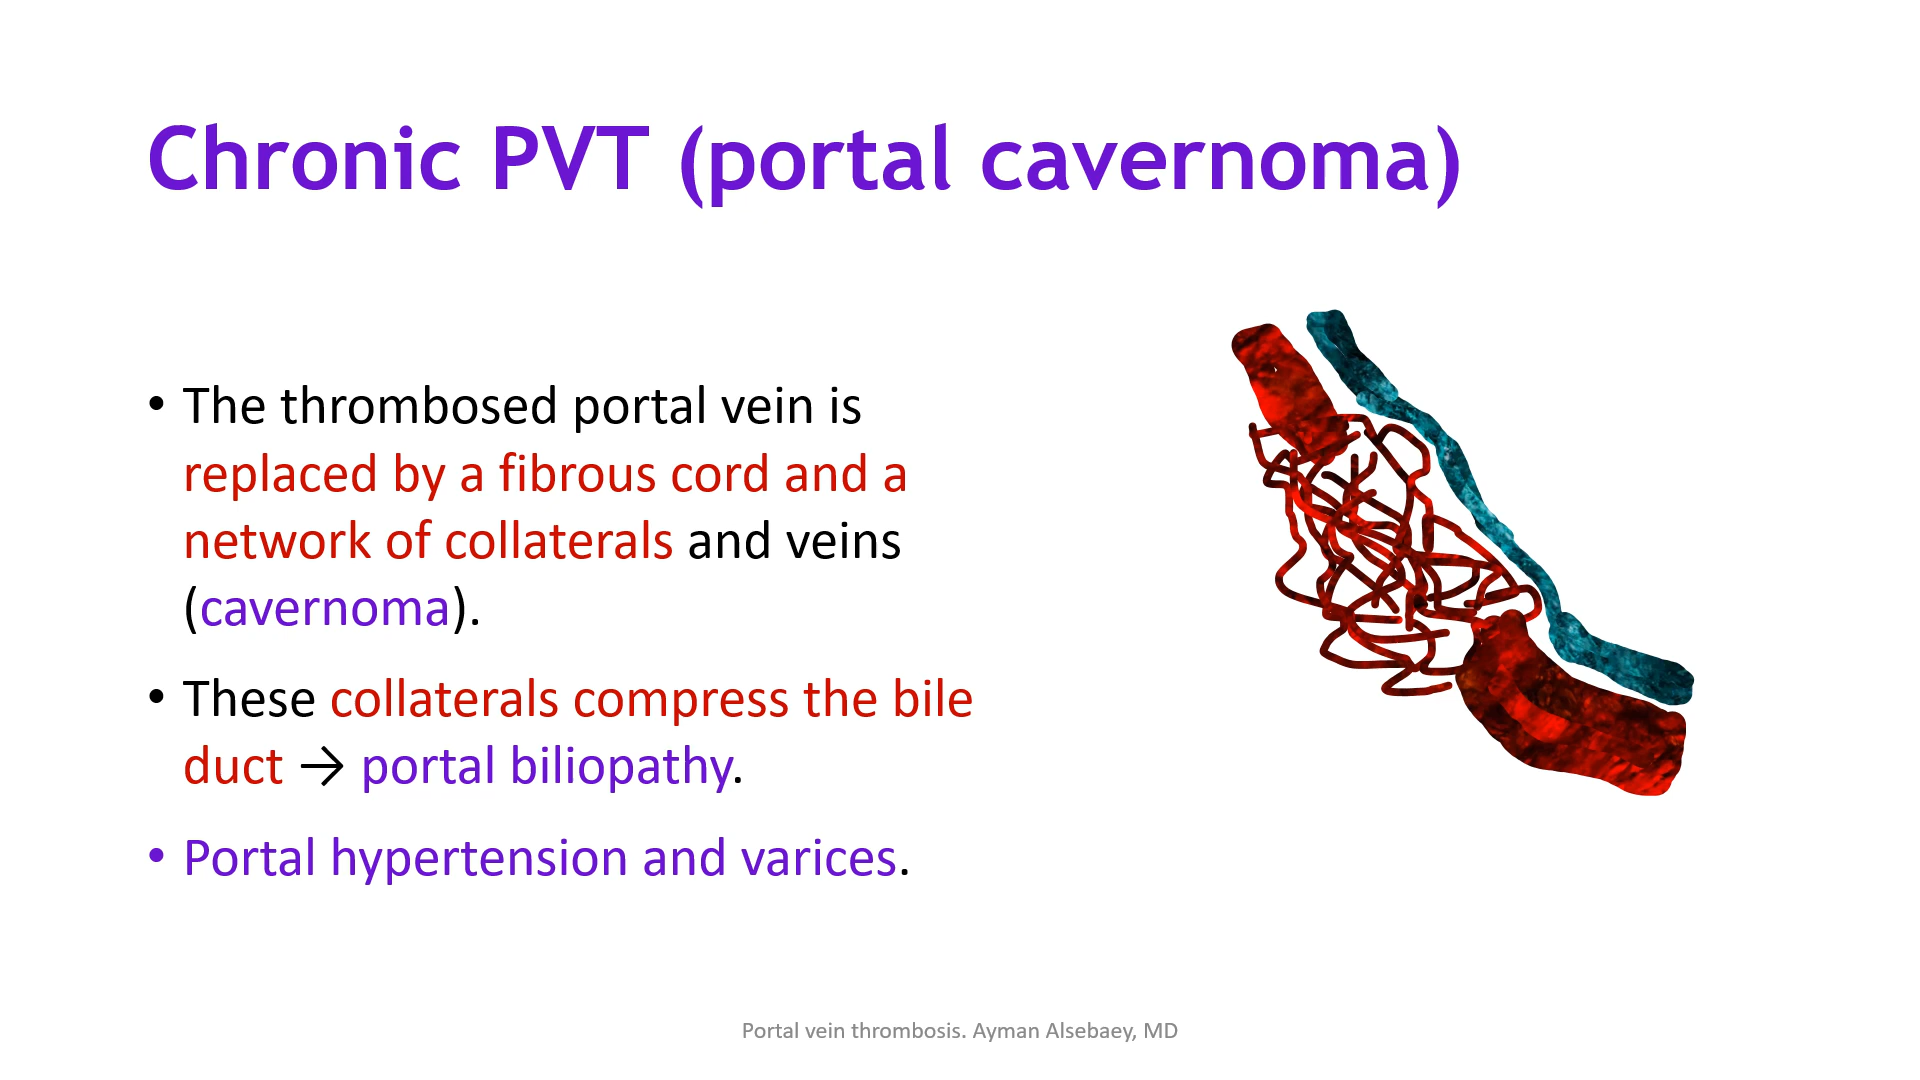 Chronic PVT (portal cavernoma)
• The thrombosed portal vein is
replaced by a fibrous cord and a
network of collaterals and veins
(cavernoma).
• These collaterals compress the bile
duct → portal biliopathy.
• Portal hypertension and varices.
Portal vein thrombosis. Ayman Alsebaey, MD